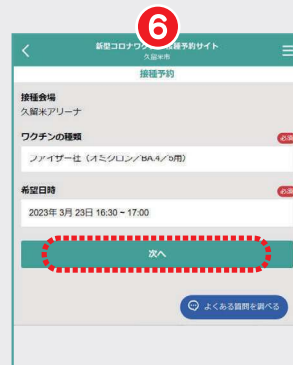 6
新型コロナワクチン接種予約サイト
久留米市
接種予約
接種会場
久留米アリーナ
ワクチンの種類
必須
ファイザー社（オミクロン/BA.4/5用）
希望日時
必須
2023年 3月 23日 16:30 ~ 17:00
次へ
よくある質問を調べる